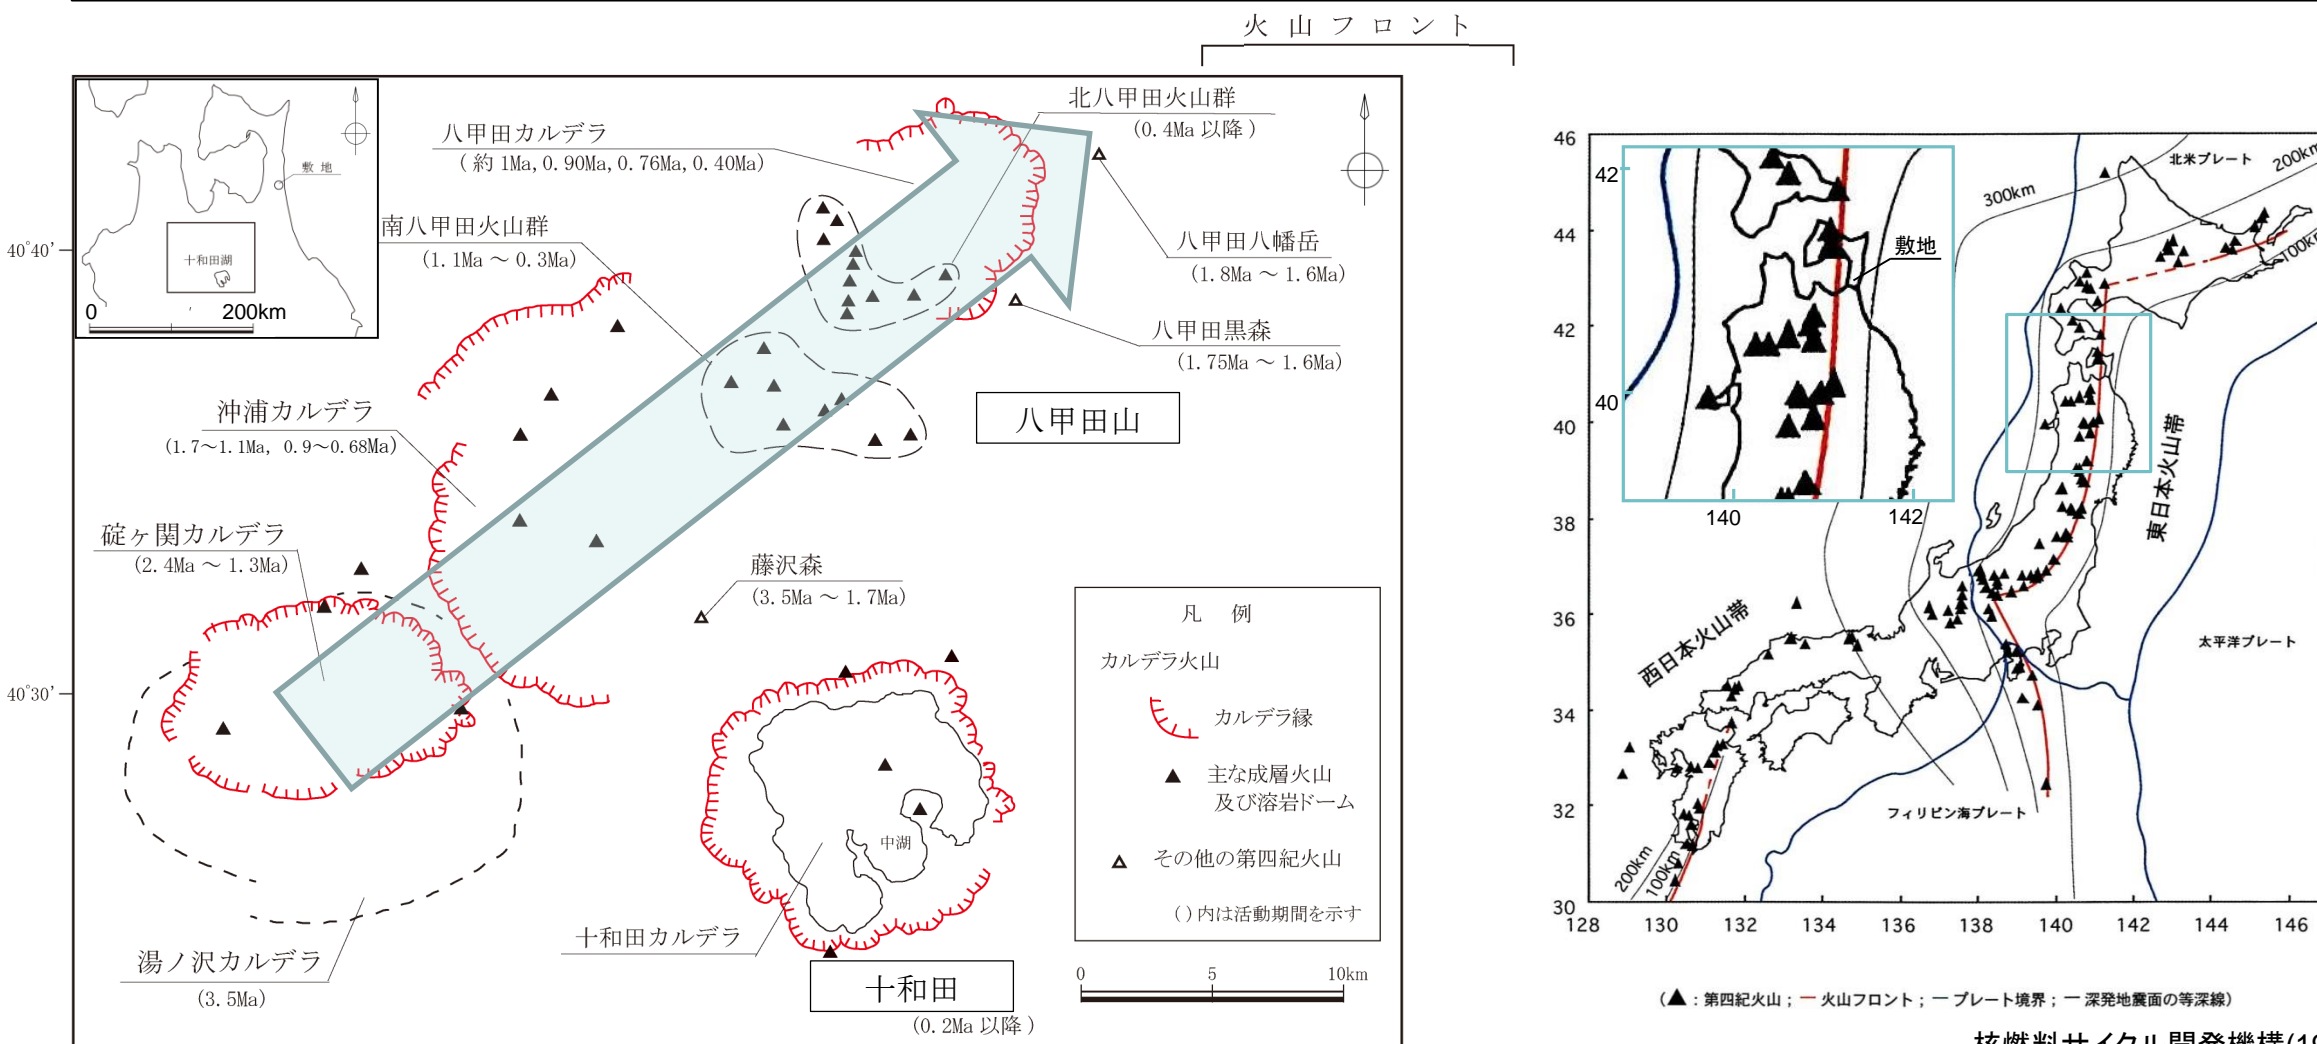 火山フロント
敷地
十和田湖
0
200km
40°40'
40°30'
八甲田カルデラ
(約1Ma, 0.90Ma, 0.76Ma, 0.40Ma)
北八甲田火山群
(0.4Ma 以降)
南八甲田火山群
(1.1Ma ～ 0.3Ma)
八甲田八幡岳
(1.8Ma ～ 1.6Ma)
八甲田黒森
(1.75Ma ～ 1.6Ma)
八甲田山
沖浦カルデラ
(1.7～1.1Ma, 0.9～0.68Ma)
碇ヶ関カルデラ
(2.4Ma ～ 1.3Ma)
藤沢森
(3.5Ma ～ 1.7Ma)
中湖
十和田カルデラ
十和田
(0.2Ma 以降)
湯ノ沢カルデラ
(3.5Ma)
凡 例
カルデラ火山
カルデラ縁
主な成層火山
及び溶岩ドーム
その他の第四紀火山
( )内は活動期間を示す
0 5 10km
46
44
42
40
38
36
34
32
30
128 130 132 134 136 138 140 142 144 146
42
40
140 142
敷地
北米プレート
300km
200km
100km
東日本火山帯
西日本火山帯
太平洋プレート
フィリピン海プレート
200km
100km
(▲：第四紀火山；ー火山フロント；ープレート境界；ー深発地震面の等深線)